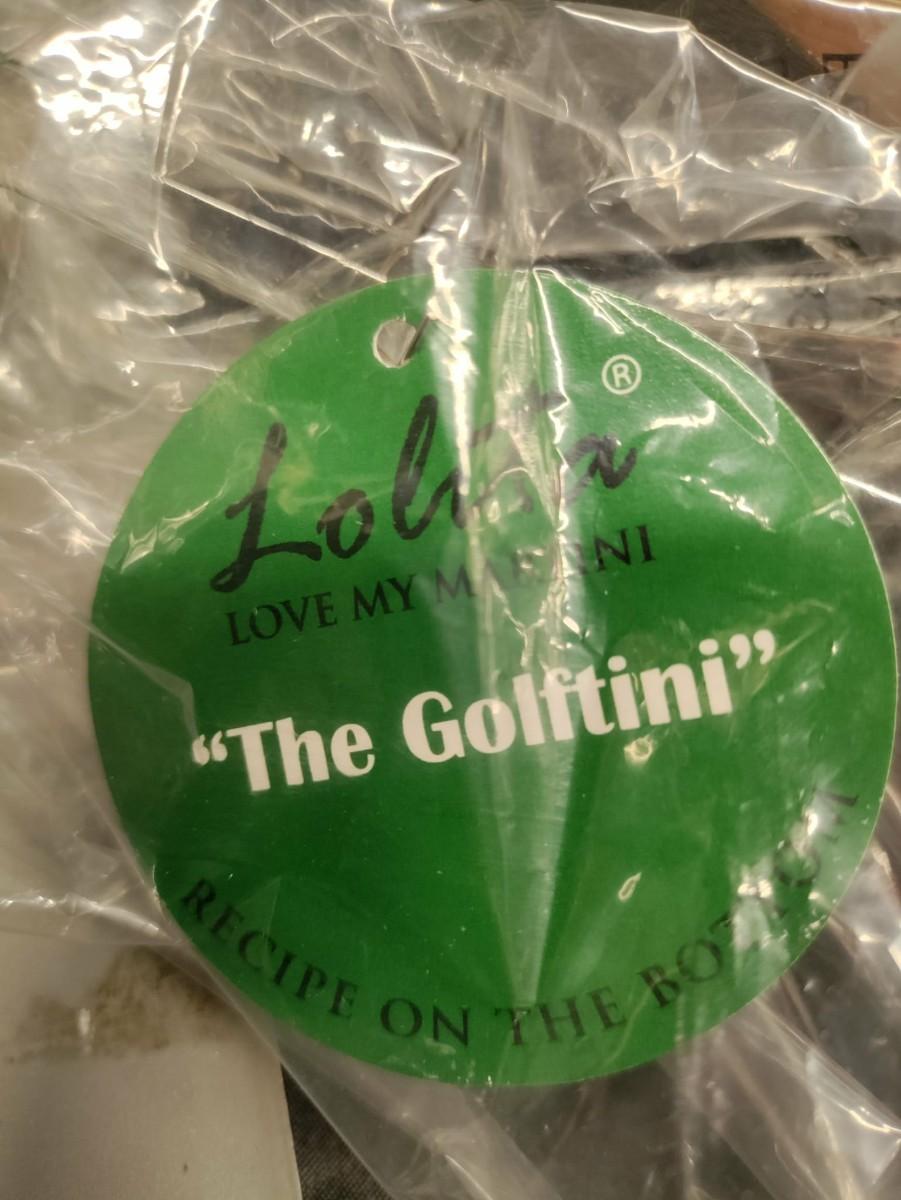 Lolita®
LOVE MY MARTINI
“The Golftini”
RECIPE ON THE BOTTOM